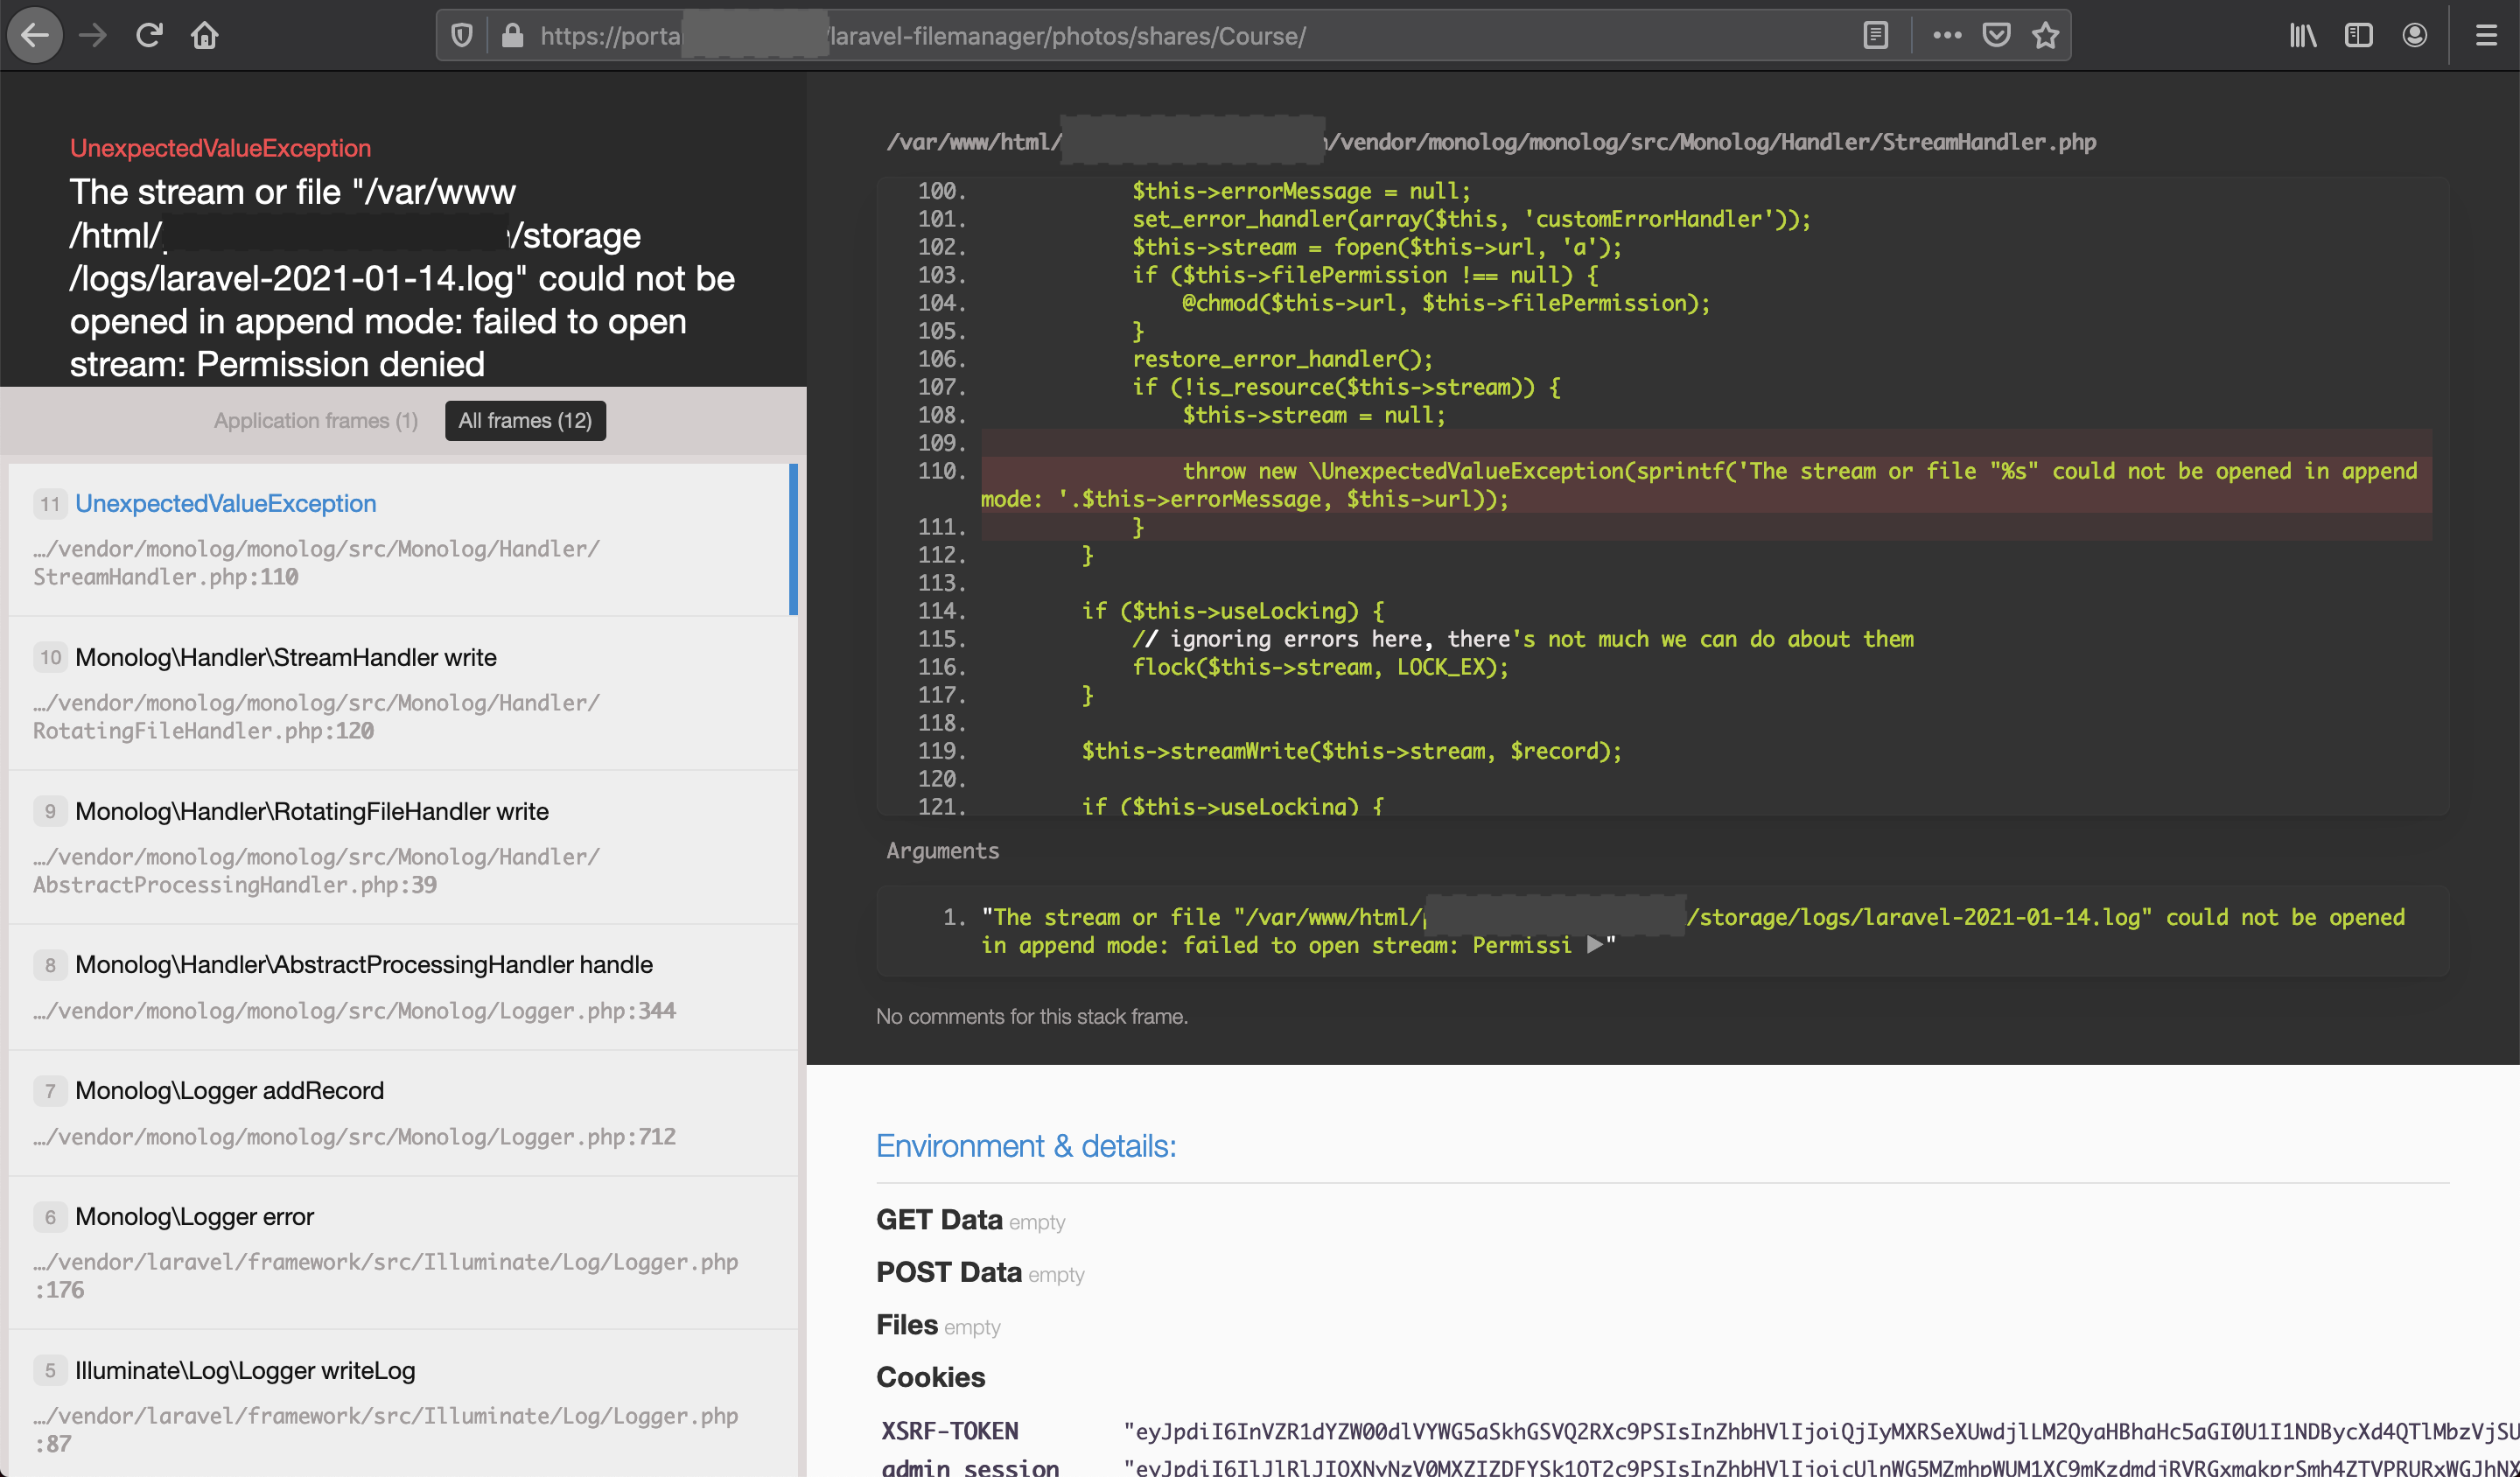 https://porta /laravel-filemanager/photos/shares/Course/
UnexpectedValueException
The stream or file "/var/www
/html/ /storage
/logs/laravel-2021-01-14.log" could not be
opened in append mode: failed to open
stream: Permission denied
Application frames (1) All frames (12)
11 UnexpectedValueException
…/vendor/monolog/monolog/src/Monolog/Handler/
StreamHandler.php:110
10 Monolog\Handler\StreamHandler write
…/vendor/monolog/monolog/src/Monolog/Handler/
RotatingFileHandler.php:120
9 Monolog\Handler\RotatingFileHandler write
…/vendor/monolog/monolog/src/Monolog/Handler/
AbstractProcessingHandler.php:39
8 Monolog\Handler\AbstractProcessingHandler handle
…/vendor/monolog/monolog/src/Monolog/Logger.php:344
7 Monolog\Logger addRecord
…/vendor/monolog/monolog/src/Monolog/Logger.php:712
6 Monolog\Logger error
…/vendor/laravel/framework/src/Illuminate/Log/Logger.php
:176
5 Illuminate\Log\Logger writeLog
…/vendor/laravel/framework/src/Illuminate/Log/Logger.php
:87
/var/www/html/ /vendor/monolog/monolog/src/Monolog/Handler/StreamHandler.php
100. $this->errorMessage = null;
101. set_error_handler(array($this, 'customErrorHandler'));
102. $this->stream = fopen($this->url, 'a');
103. if ($this->filePermission !== null) {
104. @chmod($this->url, $this->filePermission);
105. }
106. restore_error_handler();
107. if (!is_resource($this->stream)) {
108. $this->stream = null;
109.
110. throw new \UnexpectedValueException(sprintf('The stream or file "%s" could not be opened in append
mode: '.$this->errorMessage, $this->url));
111. }
112. }
113.
114. if ($this->useLocking) {
115. // ignoring errors here, there's not much we can do about them
116. flock($this->stream, LOCK_EX);
117. }
118.
119. $this->streamWrite($this->stream, $record);
120.
121. if ($this->useLocking) {
Arguments
1. "The stream or file "/var/www/html/ /storage/logs/laravel-2021-01-14.log" could not be opened
in append mode: failed to open stream: Permissi ▶"
No comments for this stack frame.
Environment & details:
GET Data empty
POST Data empty
Files empty
Cookies
XSRF-TOKEN
admin_session